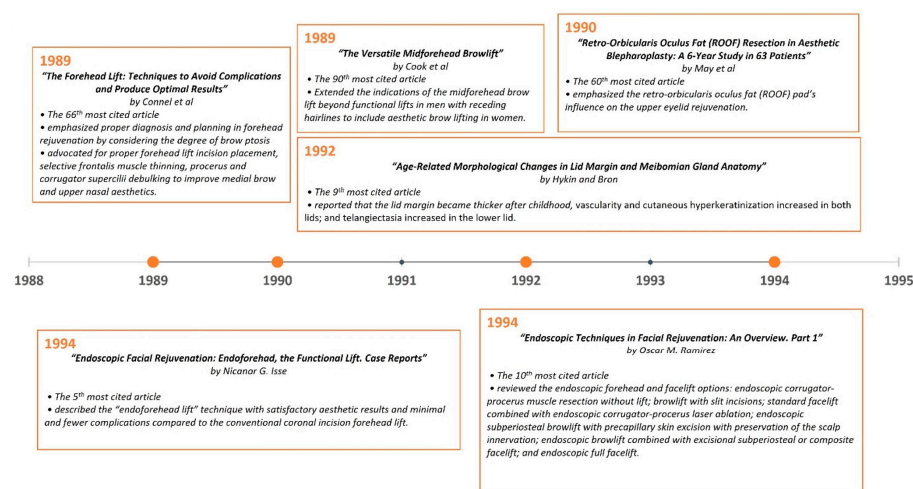 1989
“The Forehead Lift: Techniques to Avoid Complications
and Produce Optimal Results”
by Connel et al
• The 66th most cited article
• emphasized proper diagnosis and planning in forehead
rejuvenation by considering the degree of brow ptosis
• advocated for proper forehead lift incision placement,
selective frontalis muscle thinning, procerus and
corrugator supercilii debulking to improve medial brow
and upper nasal aesthetics.
1989
“The Versatile Midforehead Browlift”
by Cook et al
• The 90th most cited article
• Extended the indications of the midforehead brow
lift beyond functional lifts in men with receding
hairlines to include aesthetic brow lifting in women.
1990
“Retro-Orbicularis Oculus Fat (ROOF) Resection in Aesthetic
Blepharoplasty: A 6-Year Study in 63 Patients”
by May et al
• The 60th most cited article
• emphasized the retro-orbicularis oculus fat (ROOF) pad’s
influence on the upper eyelid rejuvenation.
1992
“Age-Related Morphological Changes in Lid Margin and Meibomian Gland Anatomy”
by Hykin and Bron
• The 9th most cited article
• reported that the lid margin became thicker after childhood, vascularity and cutaneous hyperkeratinization increased in both
lids; and telangiectasia increased in the lower lid.
1988 1989 1990 1991 1992 1993 1994 1995
1994
“Endoscopic Facial Rejuvenation: Endoforehad, the Functional Lift. Case Reports”
by Nicanor G. Isse
• The 5th most cited article
• described the “endoforehead lift” technique with satisfactory aesthetic results and minimal
and fewer complications compared to the conventional coronal incision forehead lift.
1994
“Endoscopic Techniques in Facial Rejuvenation: An Overview. Part 1”
by Oscar M. Ramirez
• The 10th most cited article
• reviewed the endoscopic forehead and facelift options: endoscopic corrugator-
procerus muscle resection without lift; browlift with slit incisions; standard facelift
combined with endoscopic corrugator-procerus laser ablation; endoscopic
subperiosteal browlift with precapillary skin excision with preservation of the scalp
innervation; endoscopic browlift combined with excisional subperiosteal or composite
facelift; and endoscopic full facelift.